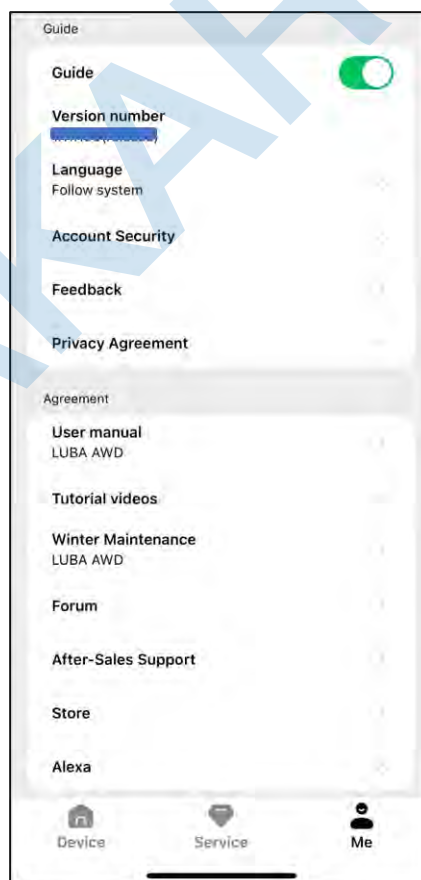 Guide
Guide
Version number
Language
Follow system
Account Security
Feedback
Privacy Agreement
Agreement
User manual
LUBA AWD
Tutorial videos
Winter Maintenance
LUBA AWD
Forum
After-Sales Support
Store
Alexa
Device
Service
Me